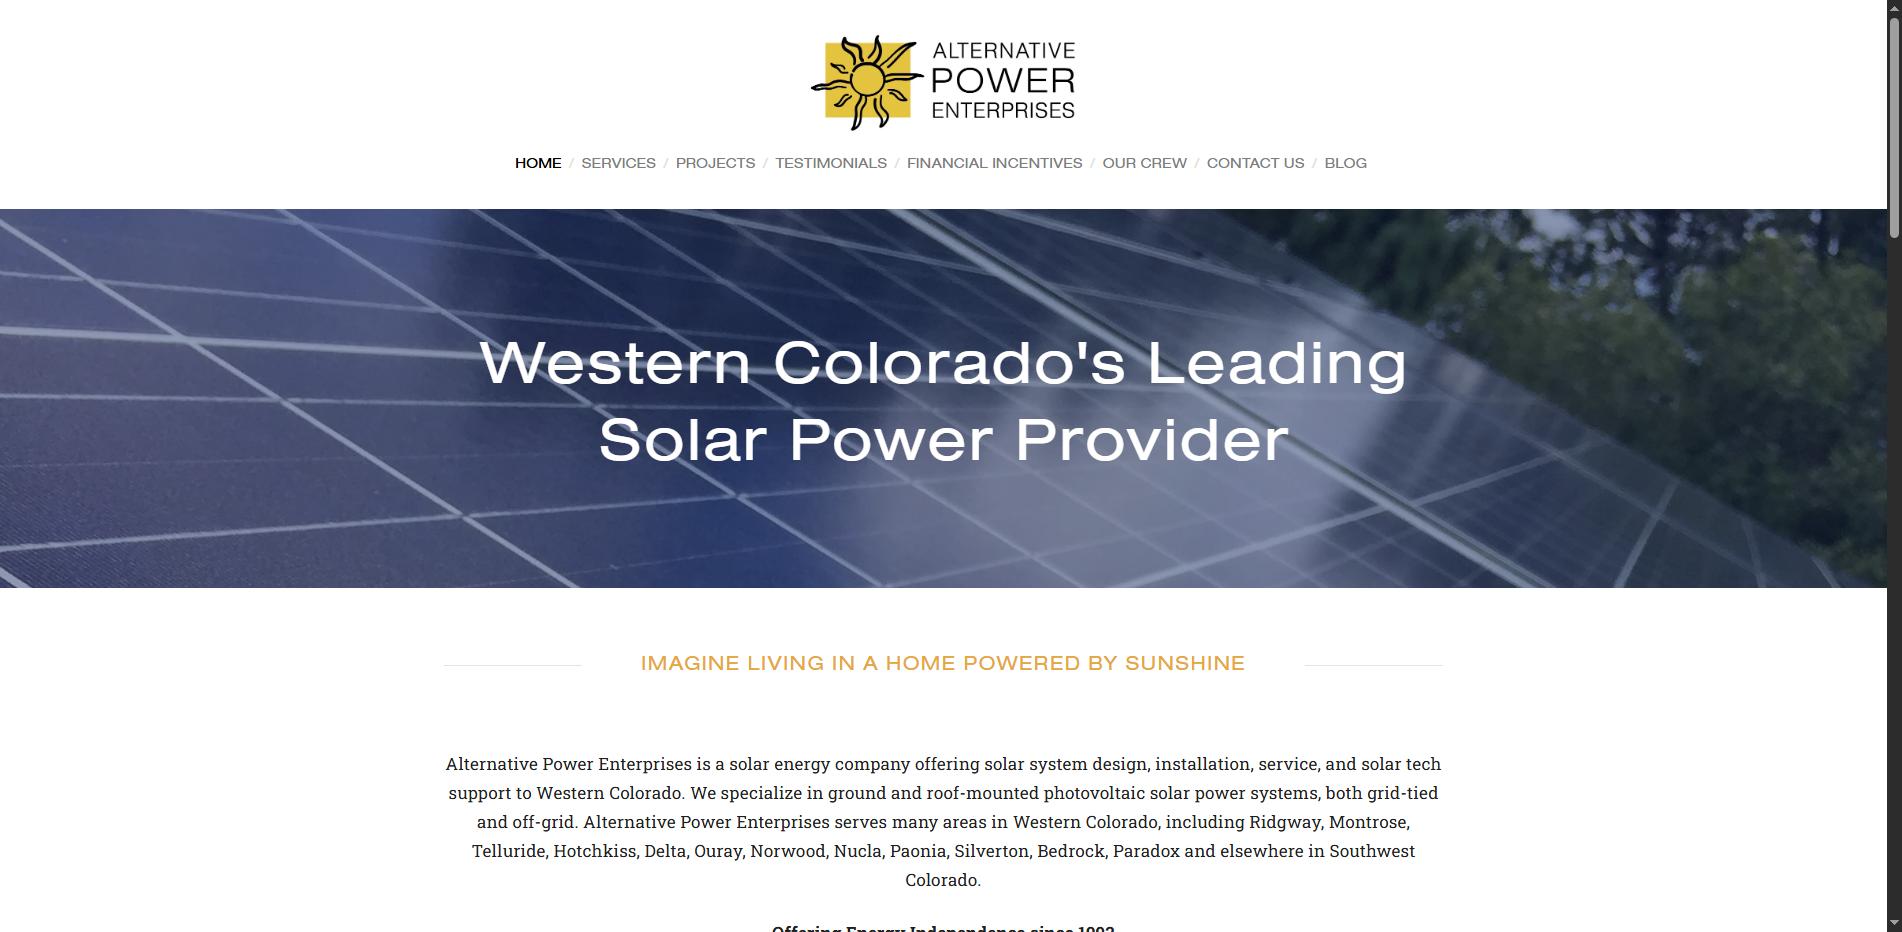 ALTERNATIVE
POWER
ENTERPRISES
HOME / SERVICES / PROJECTS / TESTIMONIALS / FINANCIAL INCENTIVES / OUR CREW / CONTACT US / BLOG
Western Colorado's Leading
Solar Power Provider
IMAGINE LIVING IN A HOME POWERED BY SUNSHINE
Alternative Power Enterprises is a solar energy company offering solar system design, installation, service, and solar tech
support to Western Colorado. We specialize in ground and roof-mounted photovoltaic solar power systems, both grid-tied
and off-grid. Alternative Power Enterprises serves many areas in Western Colorado, including Ridgway, Montrose,
Telluride, Hotchkiss, Delta, Ouray, Norwood, Nucla, Paonia, Silverton, Bedrock, Paradox and elsewhere in Southwest
Colorado.
Offering Energy Independence since